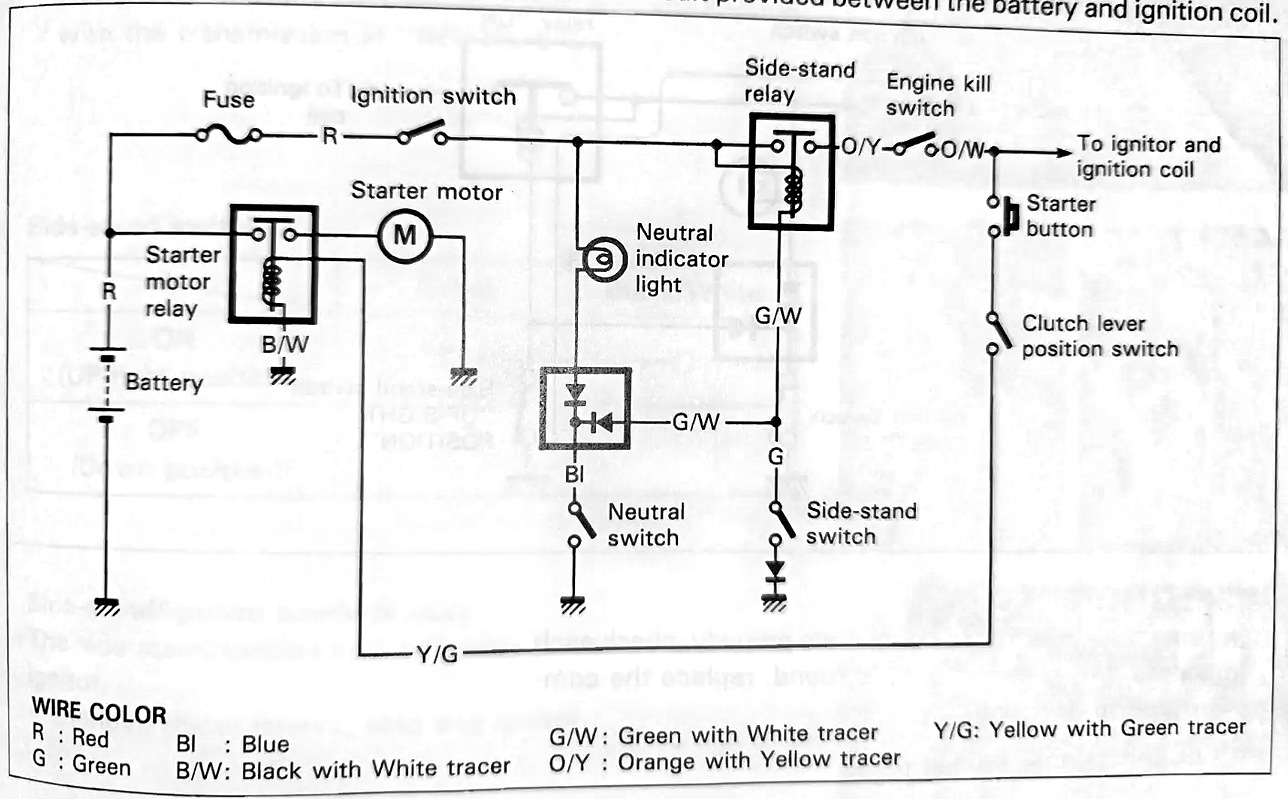 provided between the battery and ignition coil.
Side-stand
relay
Engine kill
switch
Fuse
Ignition switch
R
O/Y
O/W
To ignitor and
ignition coil
Starter motor
M
Starter
button
Neutral
indicator
light
Starter
motor
relay
R
G/W
B/W
Clutch lever
position switch
Battery
G/W
G
Bl
Neutral
switch
Side-stand
switch
Y/G
WIRE COLOR
R : Red
G : Green
Bl : Blue
B/W: Black with White tracer
G/W: Green with White tracer
O/Y : Orange with Yellow tracer
Y/G: Yellow with Green tracer